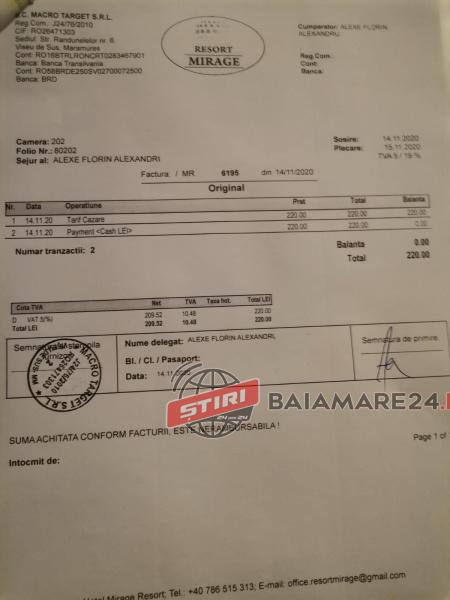 S.C. MACRO TARGET S.R.L.
Reg.Com.: J24/76/2010
CIF: RO26471303
Sediul: Str. Randunelelor nr. 6,
Viseu de Sus, Maramures
Cont: RO16BTRLRONCRT0283467901
Banca: Banca Transilvania
Cont: RO58BRDE250SV02700072500
Banca: BRD
RESORT
MIRAGE
Cumparator: ALEXE FLORIN
ALEXANDRU
Reg.Com.:
Cont:
Banca:
Camera: 202
Folio Nr.: 80202
Sejur al: ALEXE FLORIN ALEXANDRI,
Sosire: 14.11.2020
Plecare: 15.11.2020
TVA 5 / 19 %
Factura / MR 6195 din 14/11/2020
Original
Nr. Data Operatiune Pret Total Balanta
1 14.11.20 Tarif Cazare 220.00 220.00 220.00
2 14.11.20 Payment <Cash LEI> 220.00 220.00 0.00
Numar tranzactii: 2
Balanta 0.00
Total 220.00
Cota TVA Net TVA Taxa hot. Total LEI
D VAT 5(%) 209.52 10.48 220.00
Total LEI 209.52 10.48 220.00
Semnatura si stampila
furnizor
MACRO TARGET S.R.L.
J24/76/2010
26471303
Nume delegat: ALEXE FLORIN ALEXANDRI,
BI. / CI. / Pasaport:
Data: 14.11.2020
Semnatura de primire
STIRI
24 din 24
BAIAMARE24.
SUMA ACHITATA CONFORM FACTURII, ESTE NERAMBURSABILA !
Page 1 of
Intocmit de:
Hotel Mirage Resort; Tel.: +40 786 515 313; E-mail: office.resortmirage@gmail.com